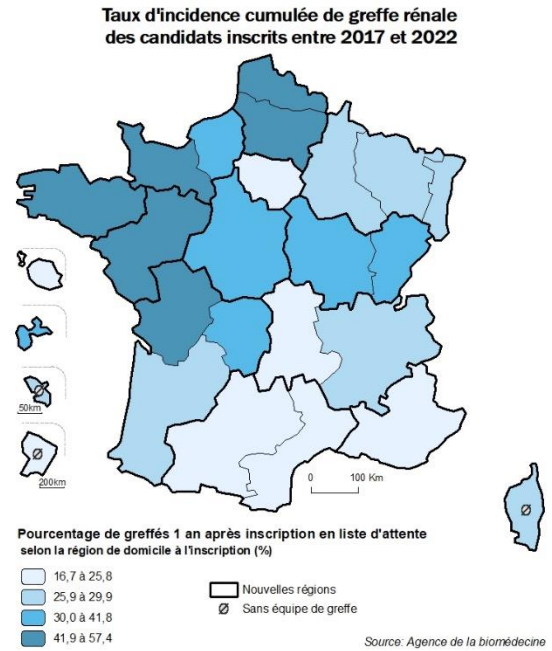 Taux d'incidence cumulée de greffe rénale
des candidats inscrits entre 2017 et 2022
50km
200km
0 100 Km
Pourcentage de greffés 1 an après inscription en liste d'attente
selon la région de domicile à l'inscription (%)
16,7 à 25,8
25,9 à 29,9
30,0 à 41,8
41,9 à 57,4
Nouvelles régions
Sans équipe de greffe
Source: Agence de la biomédecine